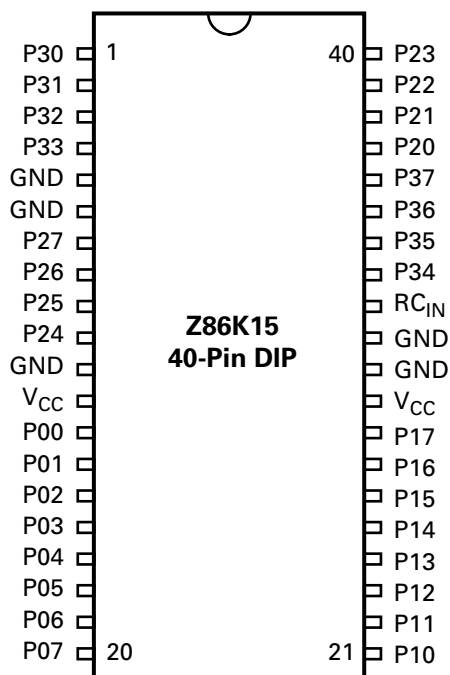 P30 1 40 P23
P31 P22
P32 P21
P33 P20
GND P37
GND P36
P27 P35
P26 P34
P25 RCIN
P24 GND
GND GND
VCC VCC
P00 P17
P01 P16
P02 P15
P03 P14
P04 P13
P05 P12
P06 P11
P07 20 21 P10
Z86K15
40-Pin DIP